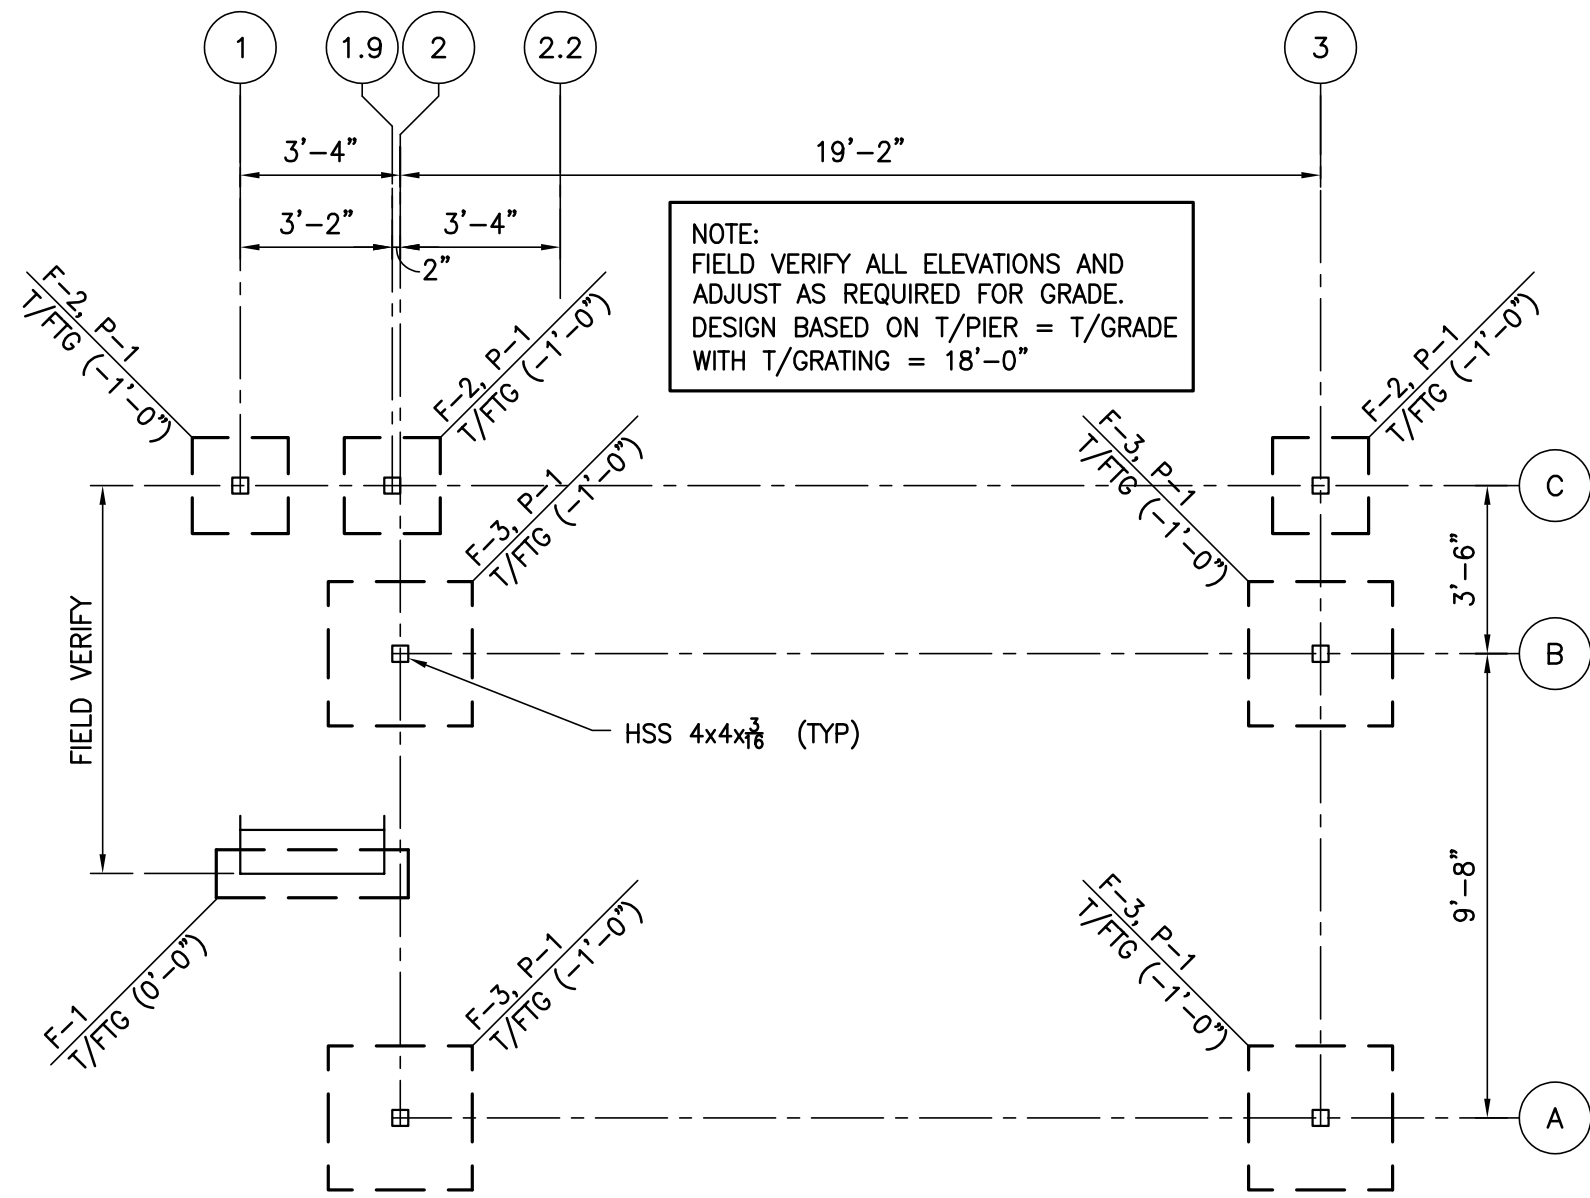 1
1.9
2
2.2
3
3'-4"
19'-2"
3'-2"
3'-4"
2"
NOTE:
FIELD VERIFY ALL ELEVATIONS AND
ADJUST AS REQUIRED FOR GRADE.
DESIGN BASED ON T/PIER = T/GRADE
WITH T/GRATING = 18'-0"
F-2, P-1
T/FTG (-1'-0")
F-2, P-1
T/FTG (-1'-0")
F-2, P-1
T/FTG (-1'-0")
F-3, P-1
T/FTG (-1'-0")
F-3, P-1
T/FTG (-1'-0")
C
3'-6"
B
FIELD VERIFY
HSS 4x4x3/16 (TYP)
9'-8"
F-1
T/FTG (0'-0")
F-3, P-1
T/FTG (-1'-0")
F-3, P-1
T/FTG (-1'-0")
A